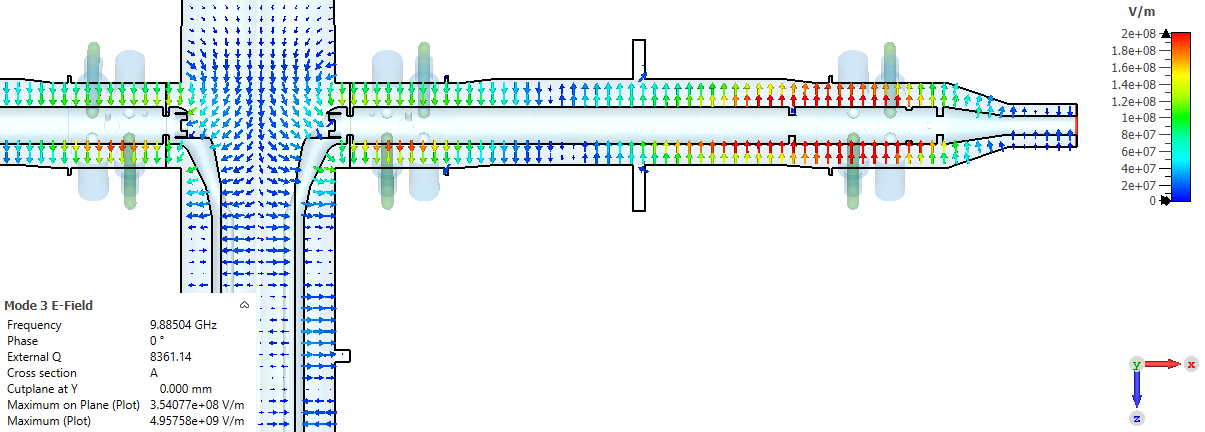 V/m
2e+08
1.8e+08
1.6e+08
1.4e+08
1.2e+08
1e+08
8e+07
6e+07
4e+07
2e+07
0
Mode 3 E-Field
Frequency 9.88504 GHz
Phase 0 °
External Q 8361.14
Cross section A
Cutplane at Y 0.000 mm
Maximum on Plane (Plot) 3.54077e+08 V/m
Maximum (Plot) 4.95758e+09 V/m
y x
z